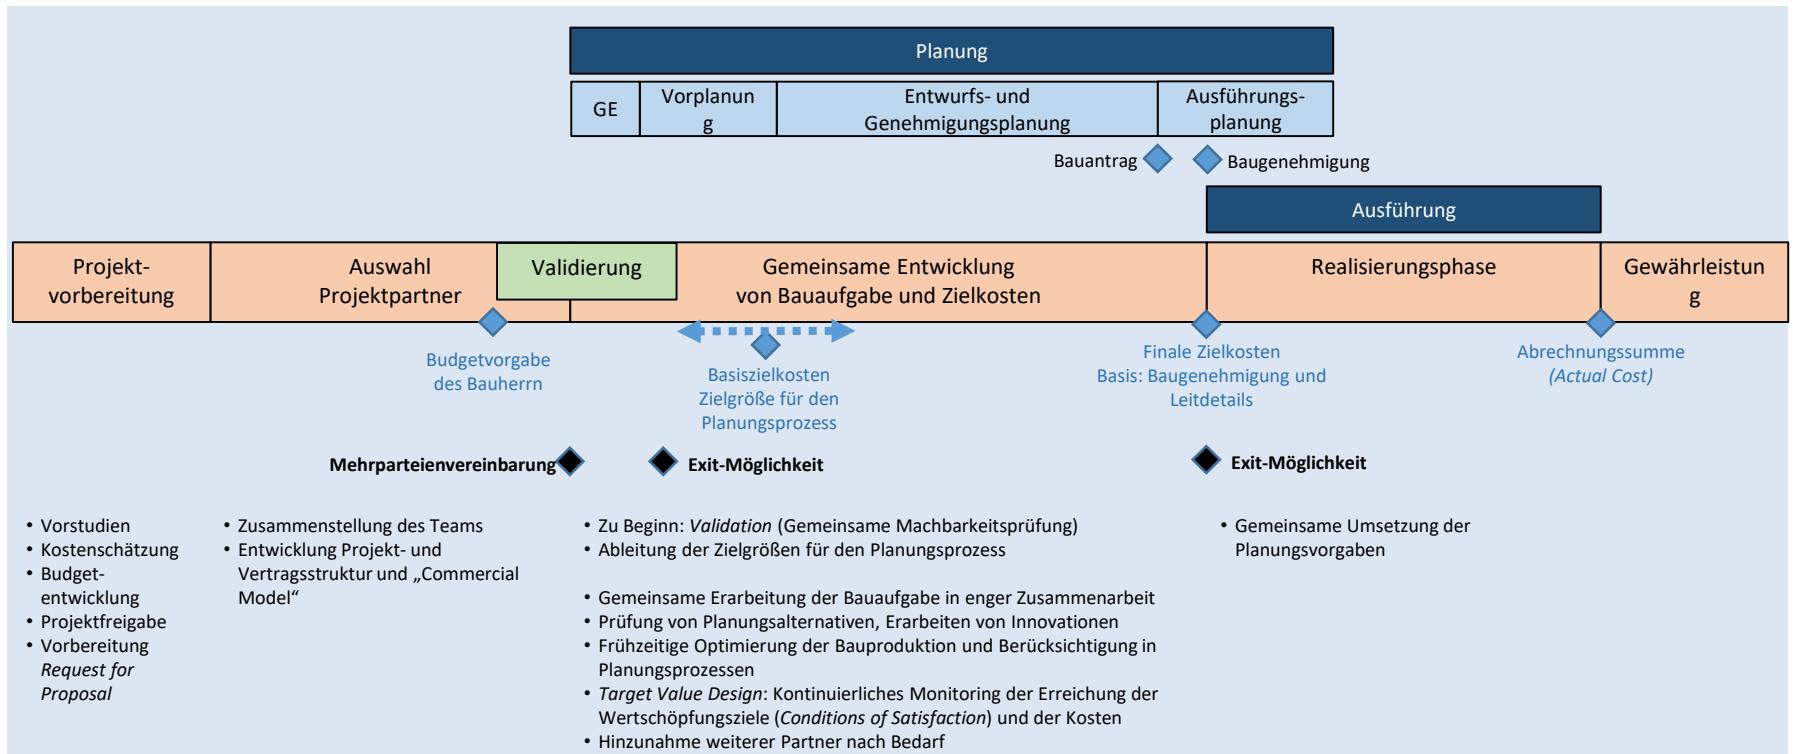 Planung
GE
Vorplanun
g
Entwurfs- und
Genehmigungsplanung
Ausführungs-
planung
Bauantrag
Baugenehmigung
Ausführung
Projekt-
vorbereitung
Auswahl
Projektpartner
Validierung
Gemeinsame Entwicklung
von Bauaufgabe und Zielkosten
Realisierungsphase
Gewährleistun
g
Budgetvorgabe
des Bauherrn
Basiszielkosten
Zielgröße für den
Planungsprozess
Finale Zielkosten
Basis: Baugenehmigung und
Leitdetails
Abrechnungssumme
(Actual Cost)
Mehrparteienvereinbarung
Exit-Möglichkeit
Exit-Möglichkeit
• Vorstudien
• Kostenschätzung
• Budget-
entwicklung
• Projektfreigabe
• Vorbereitung
Request for
Proposal
• Zusammenstellung des Teams
• Entwicklung Projekt- und
Vertragsstruktur und „Commercial
Model“
• Zu Beginn: Validation (Gemeinsame Machbarkeitsprüfung)
• Ableitung der Zielgrößen für den Planungsprozess
• Gemeinsame Erarbeitung der Bauaufgabe in enger Zusammenarbeit
• Prüfung von Planungsalternativen, Erarbeiten von Innovationen
• Frühzeitige Optimierung der Bauproduktion und Berücksichtigung in
Planungsprozessen
• Target Value Design: Kontinuierliches Monitoring der Erreichung der
Wertschöpfungsziele (Conditions of Satisfaction) und der Kosten
• Hinzunahme weiterer Partner nach Bedarf
• Gemeinsame Umsetzung der
Planungsvorgaben